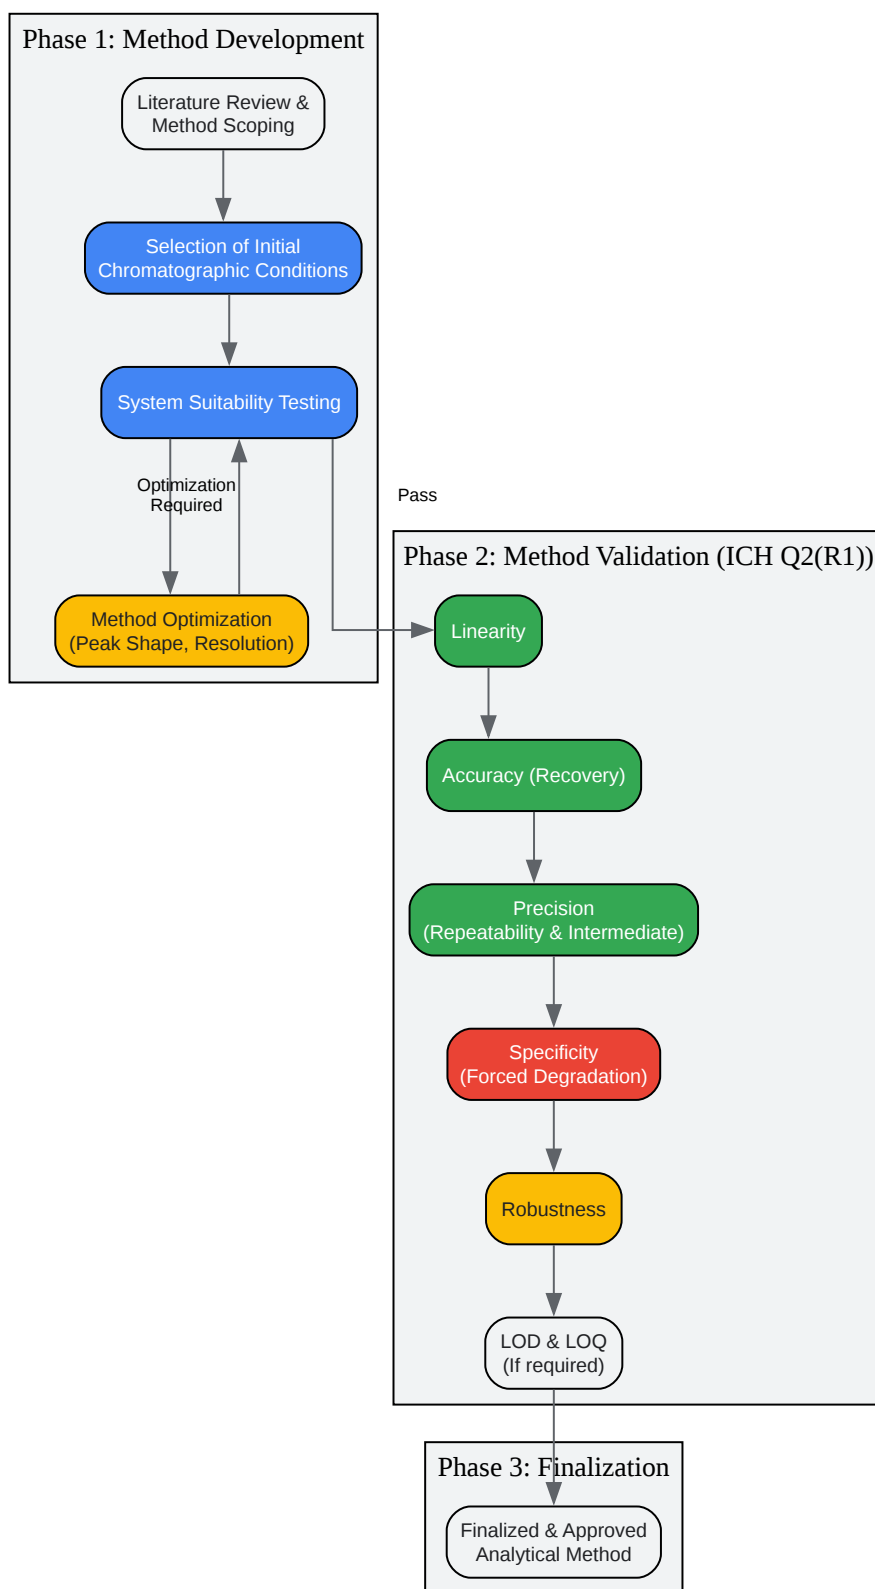 Phase 1: Method Development
Literature Review &
Method Scoping
Selection of Initial
Chromatographic Conditions
System Suitability Testing
Optimization
Required
Pass
Method Optimization
(Peak Shape, Resolution)
Phase 2: Method Validation (ICH Q2(R1))
Linearity
Accuracy (Recovery)
Precision
(Repeatability & Intermediate)
Specificity
(Forced Degradation)
Robustness
LOD & LOQ
(If required)
Phase 3: Finalization
Finalized & Approved
Analytical Method